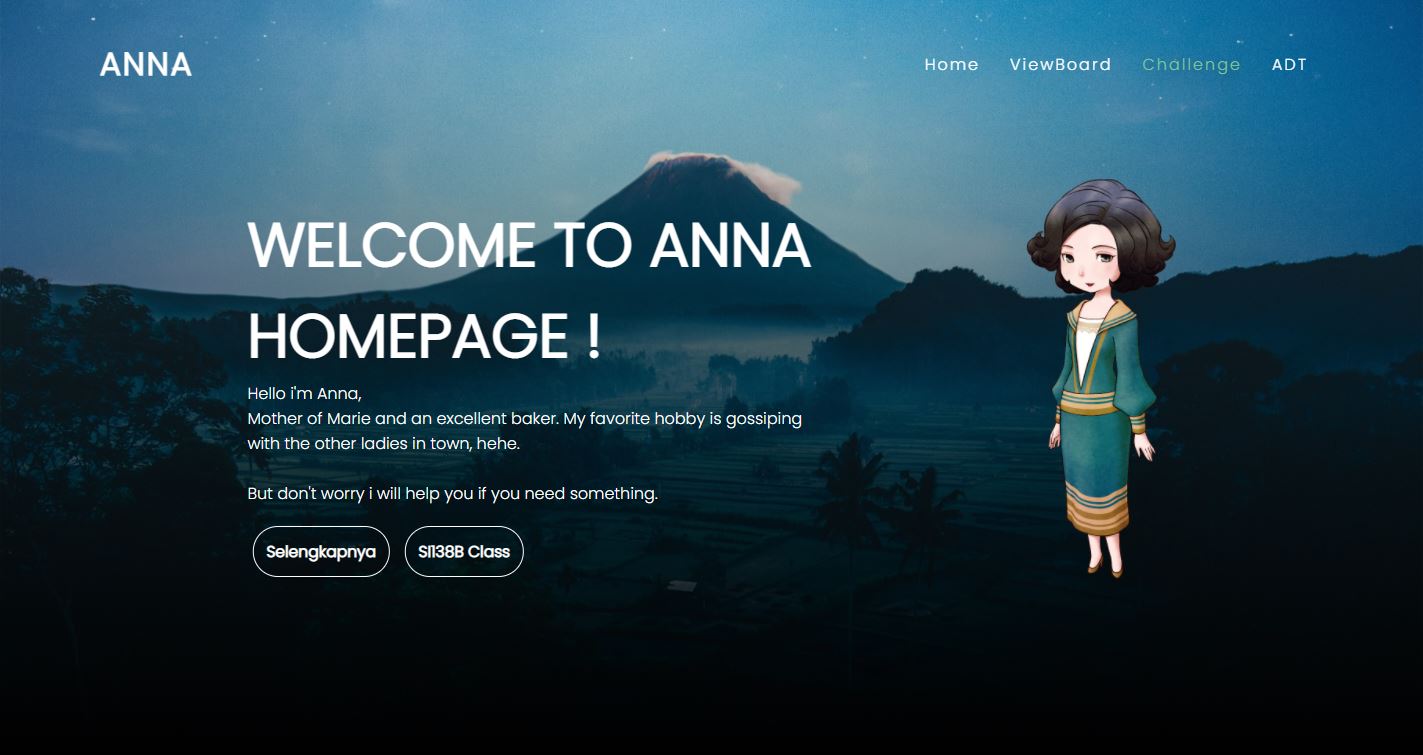 ANNA
Home ViewBoard Challenge ADT
WELCOME TO ANNA
HOMEPAGE !
Hello i'm Anna,
Mother of Marie and an excellent baker. My favorite hobby is gossiping
with the other ladies in town, hehe.
But don't worry i will help you if you need something.
Selengkapnya SI138B Class